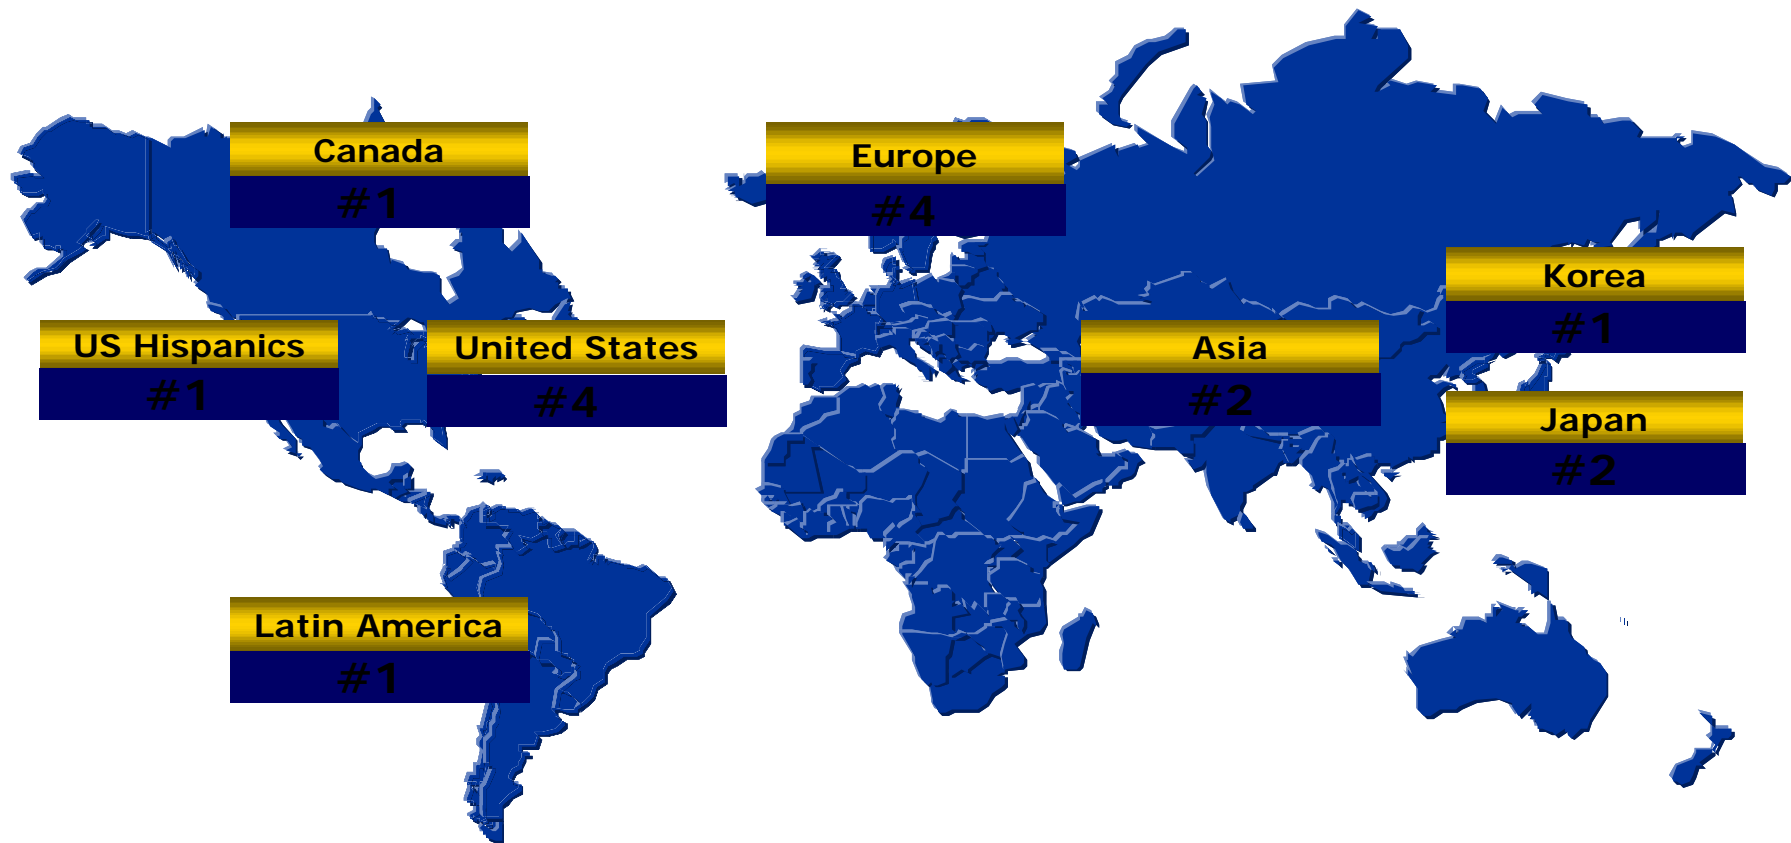 Canada
#1
Europe
#4
Korea
#1
US Hispanics
#1
United States
#4
Asia
#2
Japan
#2
Latin America
#1